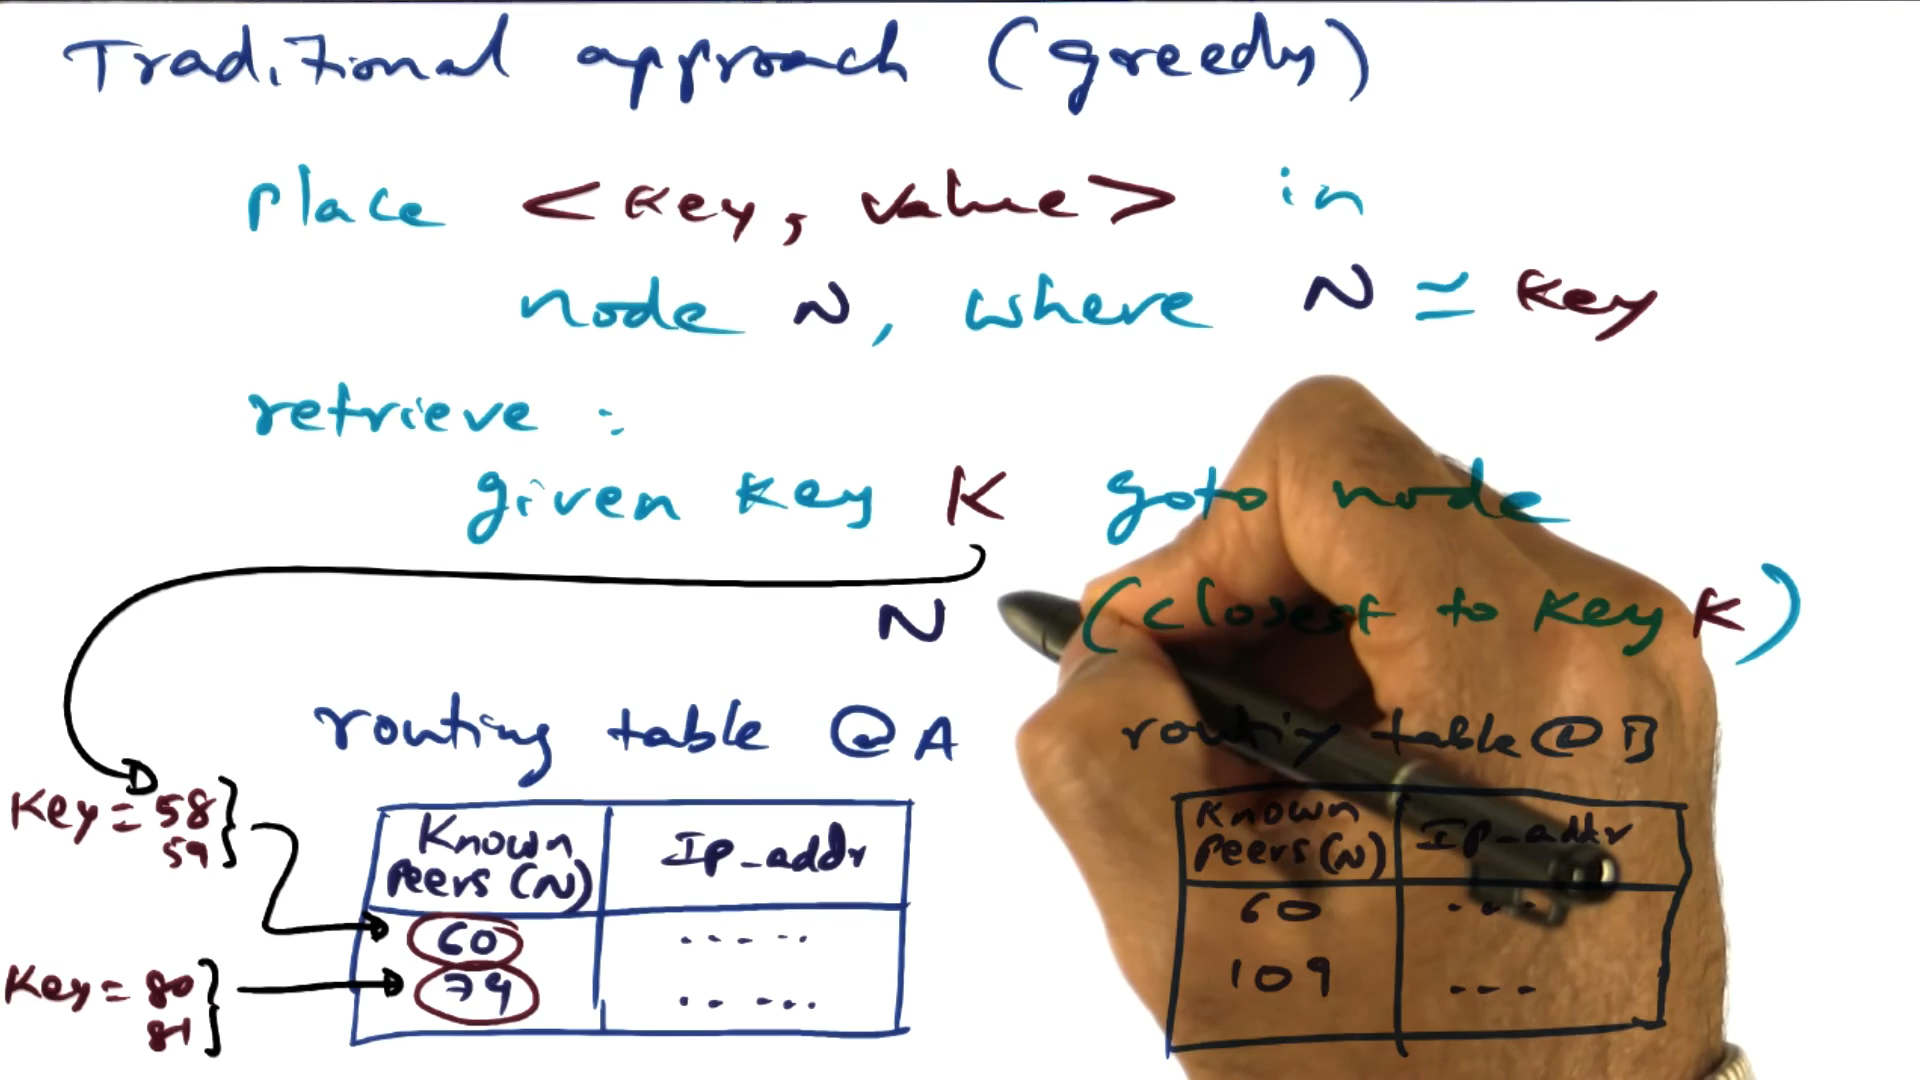 Traditional approach (greedy)
place <key, value> in
node N, where N ≃ key
retrieve :
given key K goto node
N (closest to key K)
routing table @ A
routing table @ B
Key = 58
59
Key = 80
81
Known Peers (N)
Ip_addr
60 .....
79 .....
Known Peers (N)
Ip_addr
60 ...
109 ...